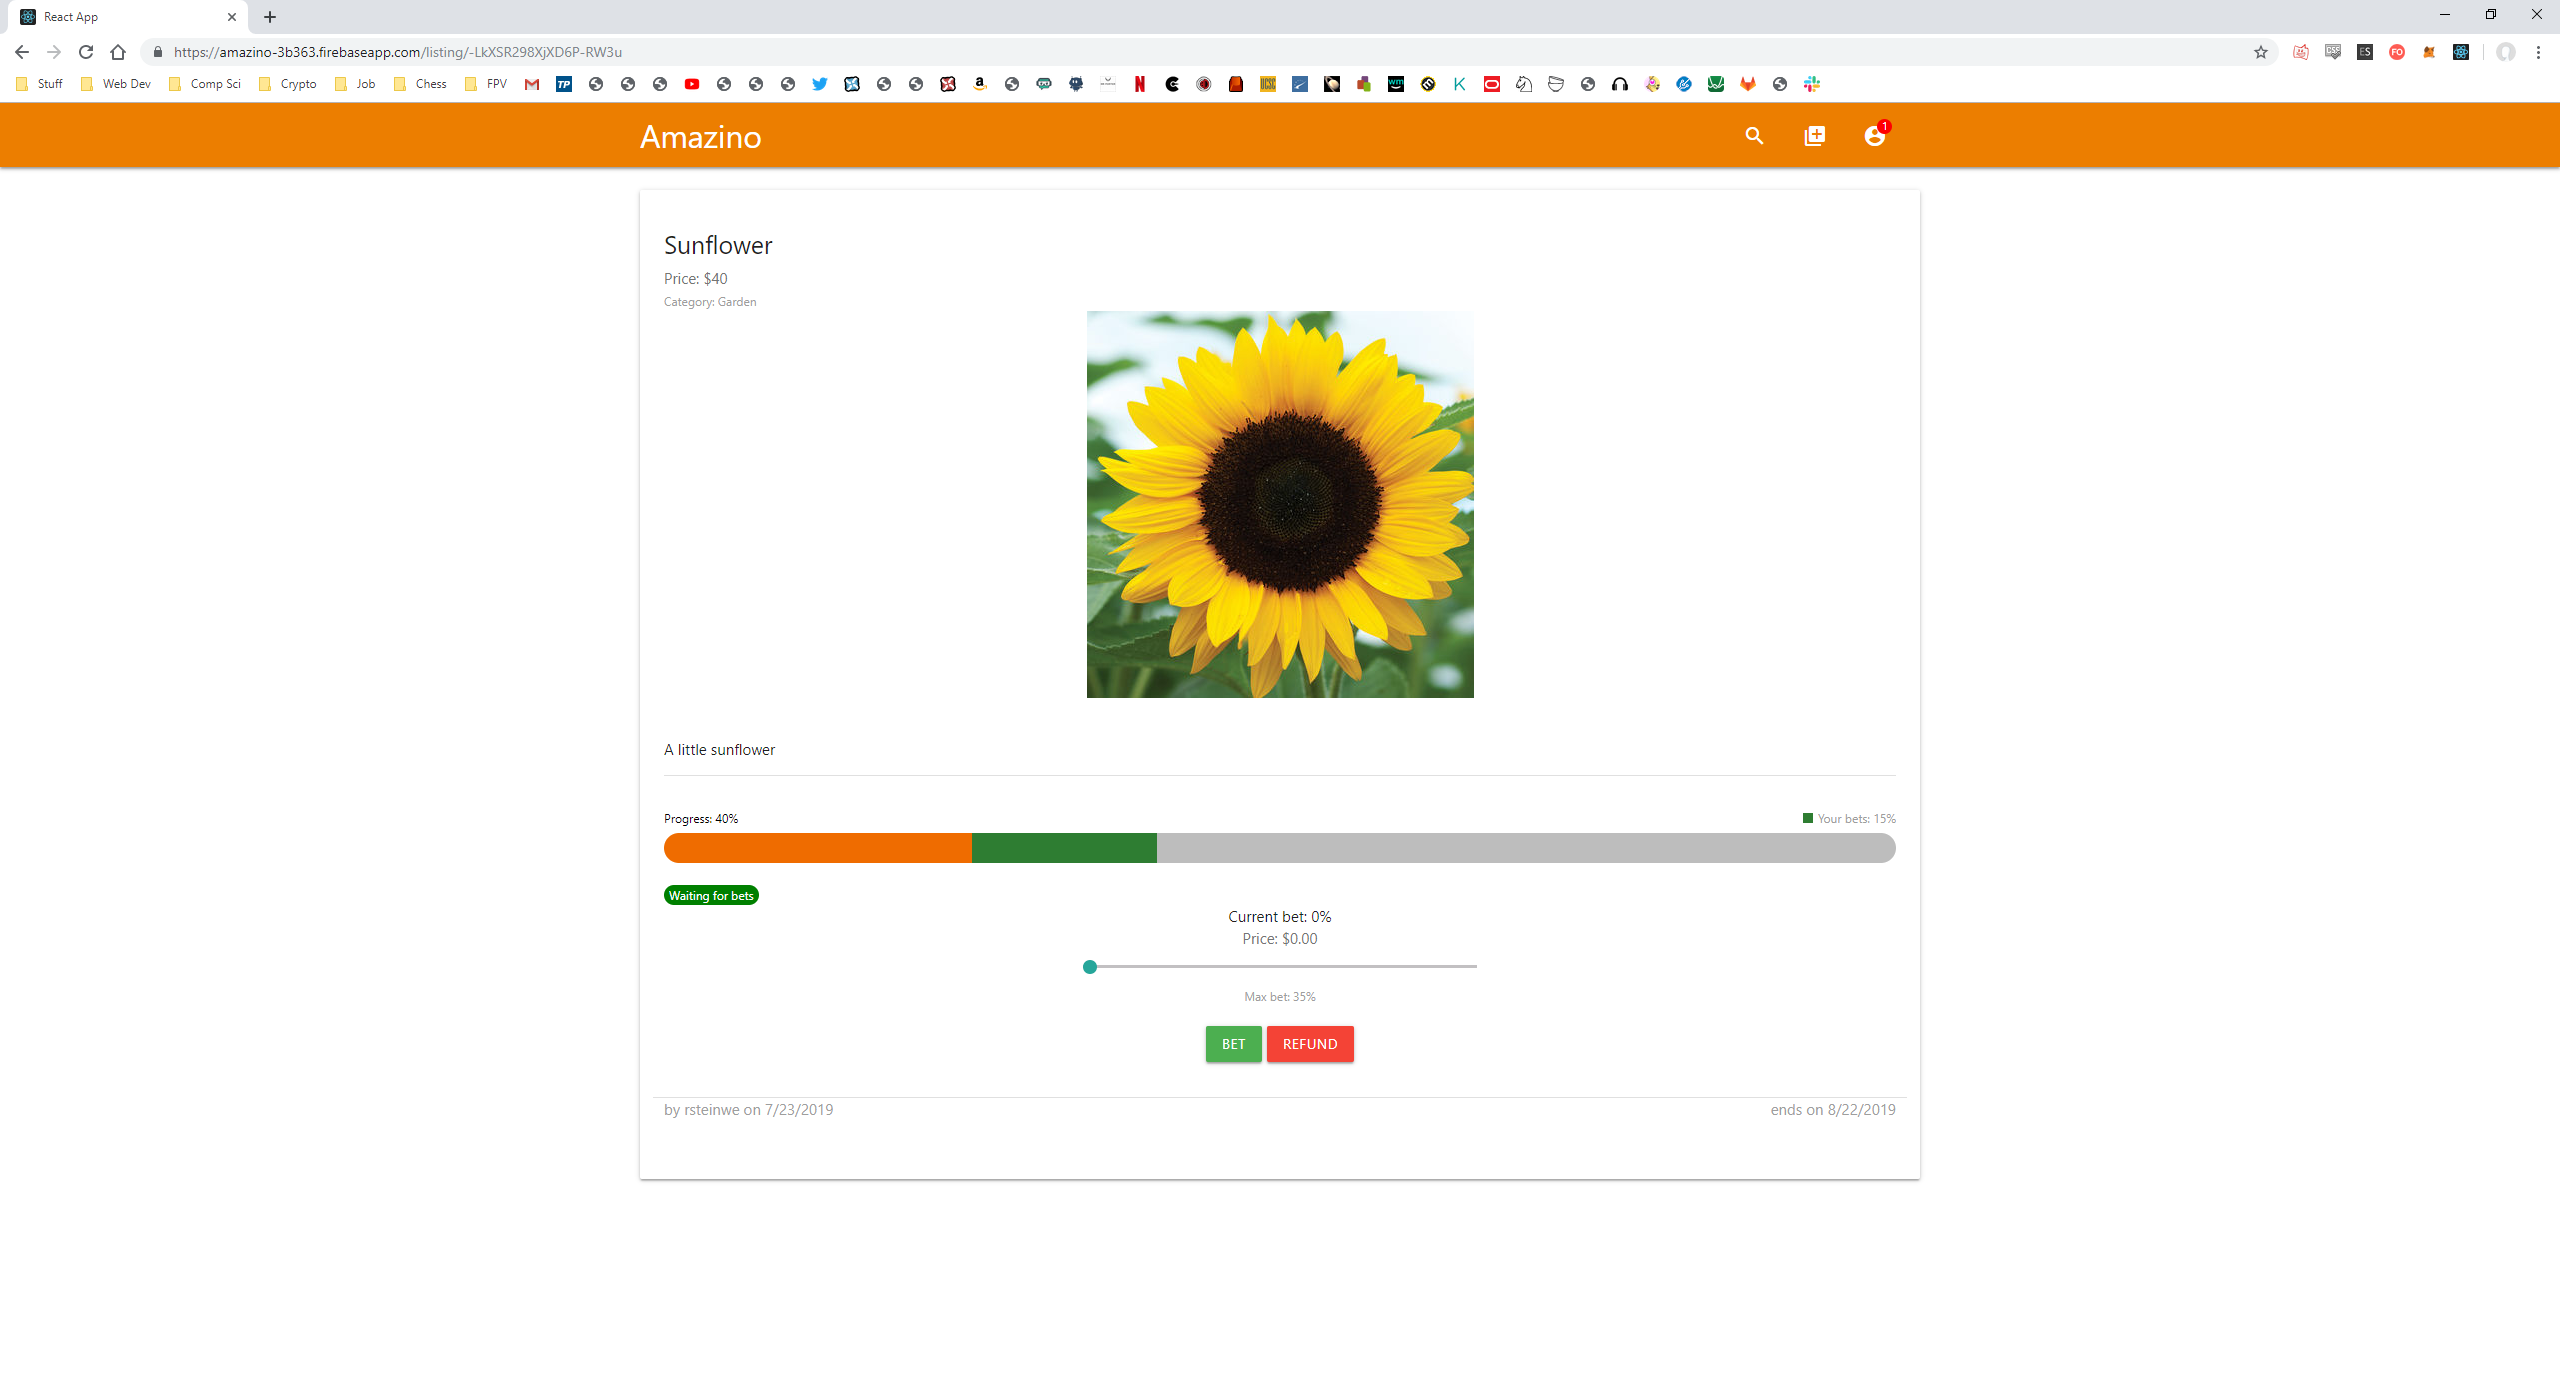 React App
https://amazino-3b363.firebaseapp.com/listing/-LkXSR298XjXD6P-RW3u
Stuff Web Dev Comp Sci Crypto Job Chess FPV
Amazino
1
Sunflower
Price: $40
Category: Garden
A little sunflower
Progress: 40%
Your bets: 15%
Waiting for bets
Current bet: 0%
Price: $0.00
Max bet: 35%
BET REFUND
by rsteinwe on 7/23/2019
ends on 8/22/2019